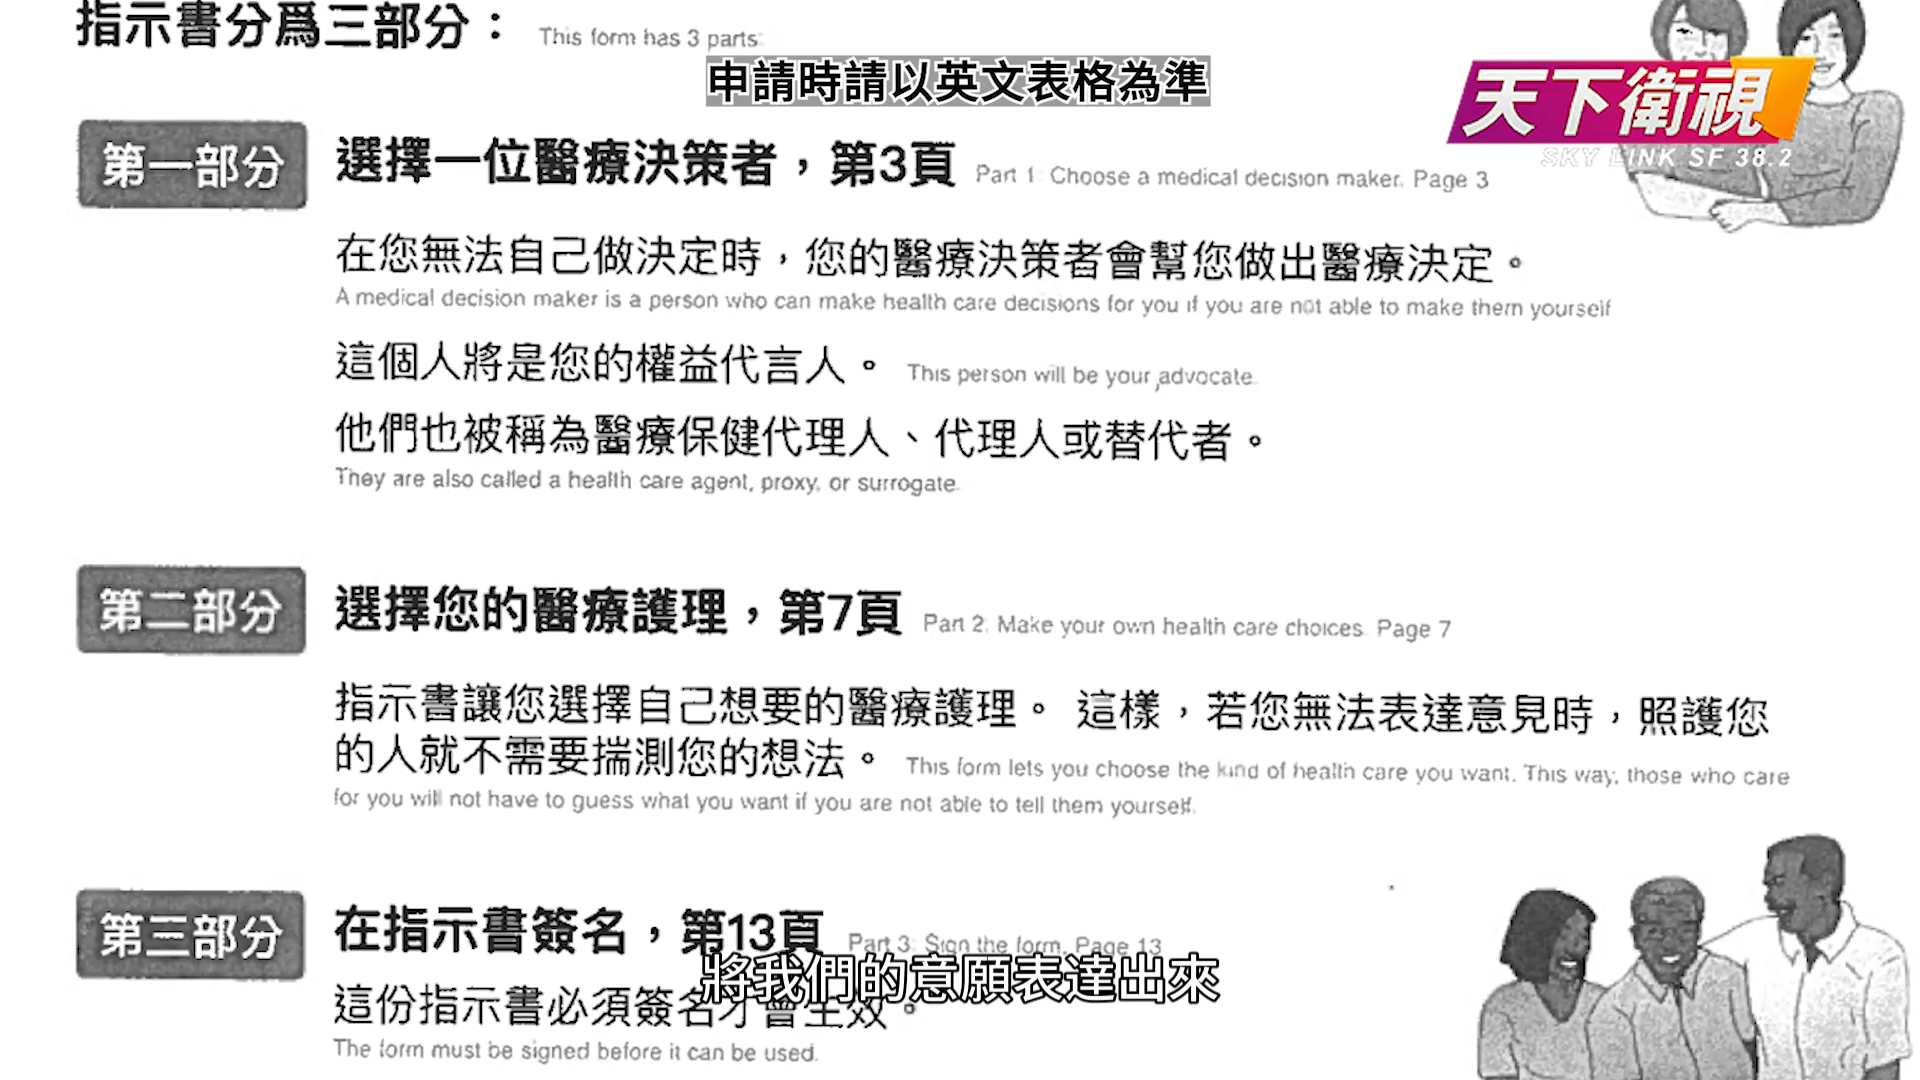 指示書分爲三部分： This form has 3 parts:
申請時請以英文表格為準
天下衛視
SKY LINK SF 38.2
第一部分 選擇一位醫療決策者，第3頁 Part 1: Choose a medical decision maker. Page 3
在您無法自己做決定時，您的醫療決策者會幫您做出醫療決定。
A medical decision maker is a person who can make health care decisions for you if you are not able to make them yourself
這個人將是您的權益代言人。 This person will be your advocate.
他們也被稱為醫療保健代理人、代理人或替代者。
They are also called a health care agent, proxy, or surrogate.
第二部分 選擇您的醫療護理，第7頁 Part 2: Make your own health care choices. Page 7
指示書讓您選擇自己想要的醫療護理。 這樣，若您無法表達意見時，照護您
的人就不需要揣測您的想法。 This form lets you choose the kind of health care you want. This way, those who care
for you will not have to guess what you want if you are not able to tell them yourself.
第三部分 在指示書簽名，第13頁 Part 3: Sign the form. Page 13
將我們的意願表達出來
這份指示書必須簽名才會生效。
The form must be signed before it can be used.